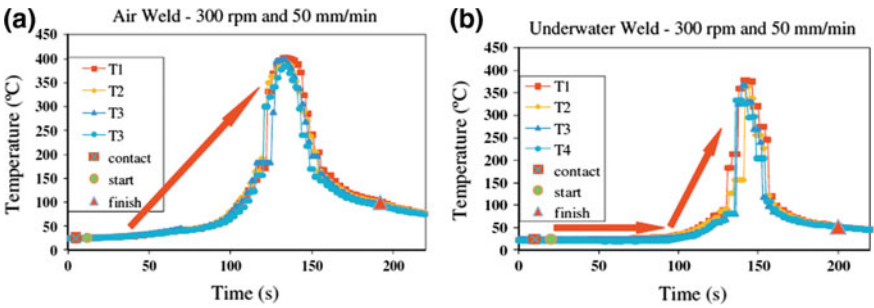 (a)
Air Weld - 300 rpm and 50 mm/min
450
400
350
300
250
200
150
100
50
0
Temperature (ºC)
T1
T2
T3
T3
contact
start
finish
0
50
100
150
200
Time (s)
(b)
Underwater Weld - 300 rpm and 50 mm/min
450
400
350
300
250
200
150
100
50
0
Temperature (ºC)
T1
T2
T3
T4
contact
start
finish
0
50
100
150
200
Time (s)